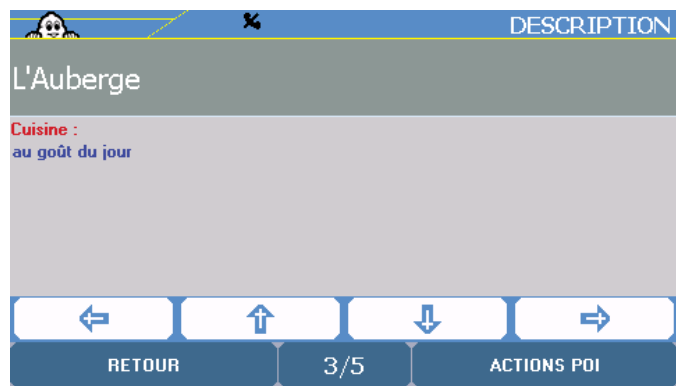 DESCRIPTION
L'Auberge
Cuisine :
au goût du jour
RETOUR
3/5
ACTIONS POI